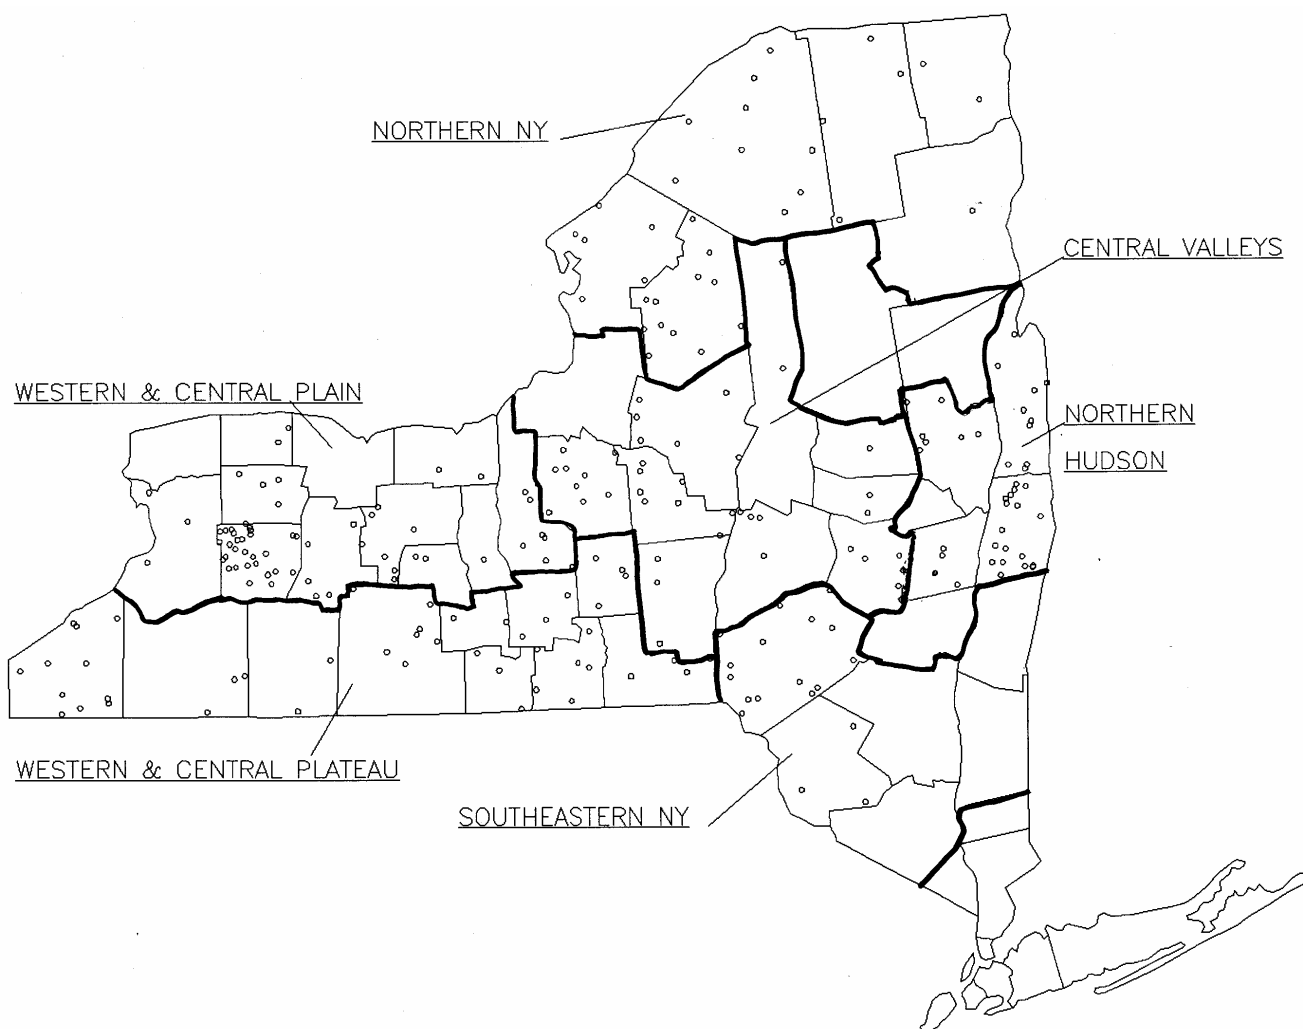 NORTHERN NY
CENTRAL VALLEYS
WESTERN & CENTRAL PLAIN
NORTHERN
HUDSON
WESTERN & CENTRAL PLATEAU
SOUTHEASTERN NY